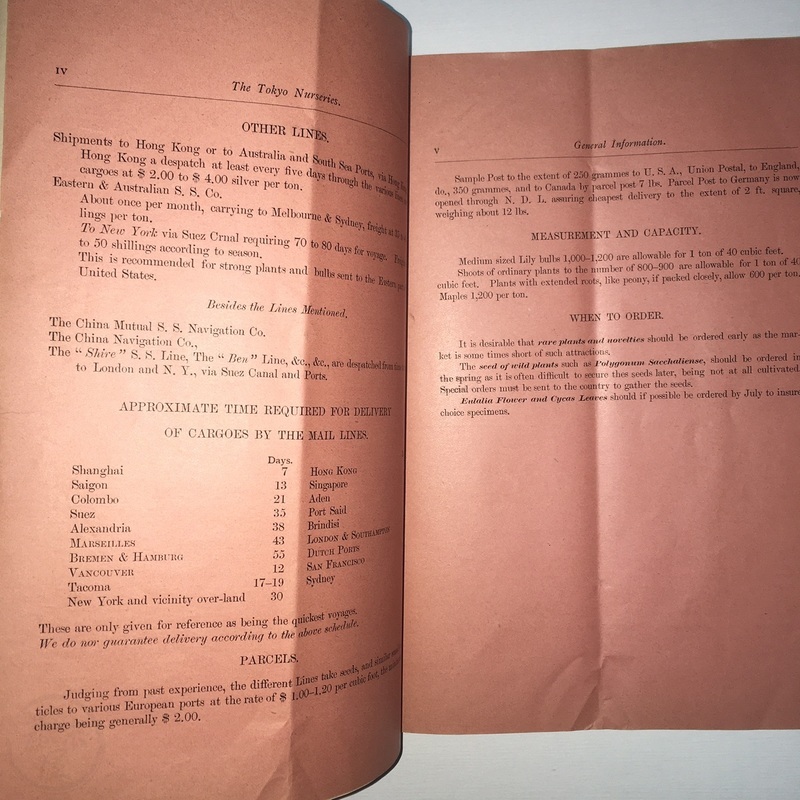 IV
The Tokyo Nurseries.
OTHER LINES.
Shipments to Hong Kong or to Australia and South Sea Ports, via Hong
Hong Kong a despatch at least every five days through the various
cargoes at $ 2.00 to $ 4.00 silver per ton.
Eastern & Australian S. S. Co.
About once per month, carrying to Melbourne & Sydney, freight at
lings per ton.
To New York via Suez Crnal requiring 70 to 80 days for voyage.
to 50 shillings according to season.
This is recommended for strong plants and bulbs sent to the Eastern
United States.
Besides the Lines Mentioned.
The China Mutual S. S. Navigation Co.
The China Navigation Co.,
The "Shire" S. S. Line, The "Ben" Line, &c., &c., are despatched from
to London and N. Y., via Suez Canal and Ports.
APPROXIMATE TIME REQUIRED FOR DELIVERY
OF CARGOES BY THE MAIL LINES.
Days.
Shanghai 7 HONG KONG
Saigon 13 Singapore
Colombo 21 Aden
Suez 35 Port Said
Alexandria 38 Brindisi
MARSEILLES 43 LONDON & SOUTHAMPTON
BREMEN & HAMBURG 55 DUTCH PORTS
VANCOUVER 12 SAN FRANCISCO
Tacoma 17–19 Sydney
New York and vicinity over-land 30
These are only given for reference as being the quickest voyages.
We do nor guarantee delivery according to the above schedule.
PARCELS.
Judging from past experience, the different Lines take seeds, and similar
ticles to various European ports at the rate of $ 1.00–1.20 per cubic foot, the
charge being generally $ 2.00.
V
General Information.
Sample Post to the extent of 250 grammes to U. S. A., Union Postal, to England,
do., 350 grammes, and to Canada by parcel post 7 lbs. Parcel Post to Germany is now
opened through N. D. L. assuring cheapest delivery to the extent of 2 ft. square,
weighing about 12 lbs.
MEASUREMENT AND CAPACITY.
Medium sized Lily bulbs 1,000–1,200 are allowable for 1 ton of 40 cubic feet.
Shoots of ordinary plants to the number of 800–900 are allowable for 1 ton of 40
cubic feet. Plants with extended roots, like peony, if packed closely, allow 600 per ton.
Maples 1,200 per ton.
WHEN TO ORDER.
It is desirable that rare plants and novelties should be ordered early as the mar-
ket is some times short of such attractions.
The seed of wild plants such as Polygonum Sacchaliense, should be ordered in
the spring as it is often difficult to secure thes seeds later, being not at all cultivated.
Special orders must be sent to the country to gather the seeds.
Eulalia Flower and Cycas Leaves should if possible be ordered by July to insure
choice specimens.